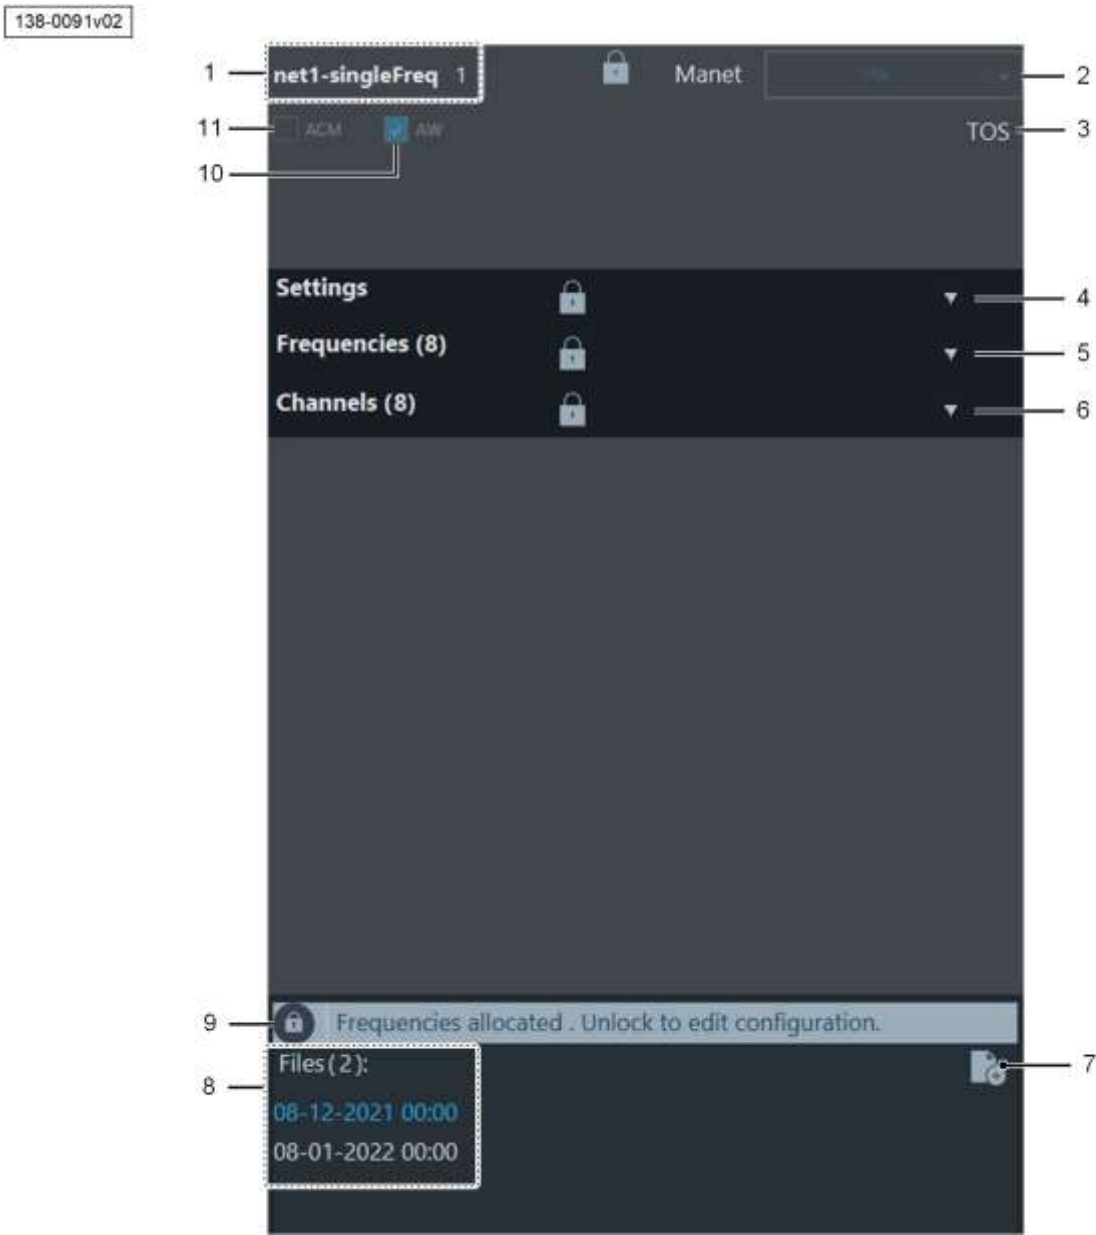 138-0091v02
1 net1-singleFreq 1 Manet 2
11 ACM AW TOS 3
10
Settings 4
Frequencies (8) 5
Channels (8) 6
9 Frequencies allocated . Unlock to edit configuration.
Files(2): 7
8
08-12-2021 00:00
08-01-2022 00:00